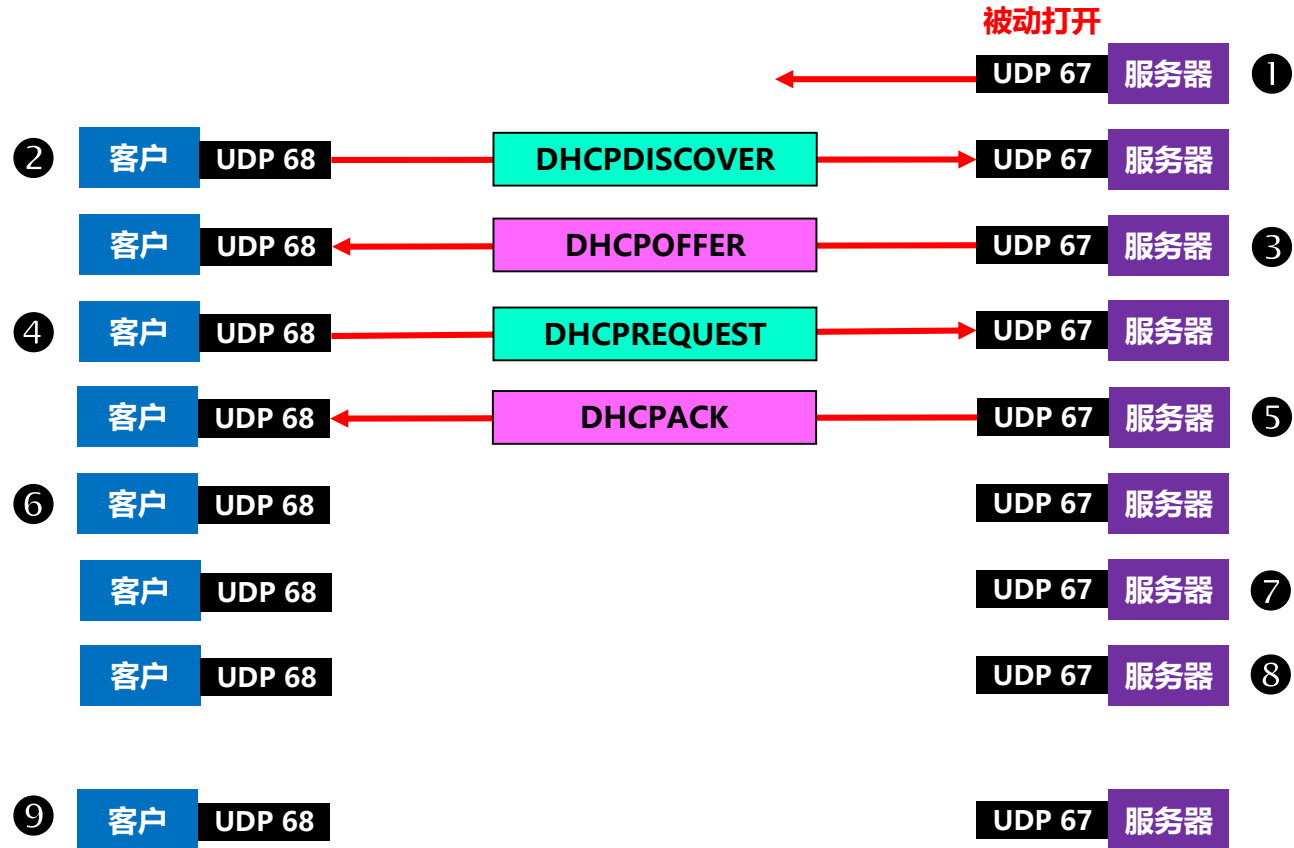 被动打开
UDP 67 服务器 ❶
❷ 客户 UDP 68 DHCPDISCOVER UDP 67 服务器
客户 UDP 68 DHCPOFFER UDP 67 服务器 ❸
❹ 客户 UDP 68 DHCPREQUEST UDP 67 服务器
客户 UDP 68 DHCPACK UDP 67 服务器 ❺
❻ 客户 UDP 68 UDP 67 服务器
客户 UDP 68 UDP 67 服务器 ❼
客户 UDP 68 UDP 67 服务器 ❽
❾ 客户 UDP 68 UDP 67 服务器